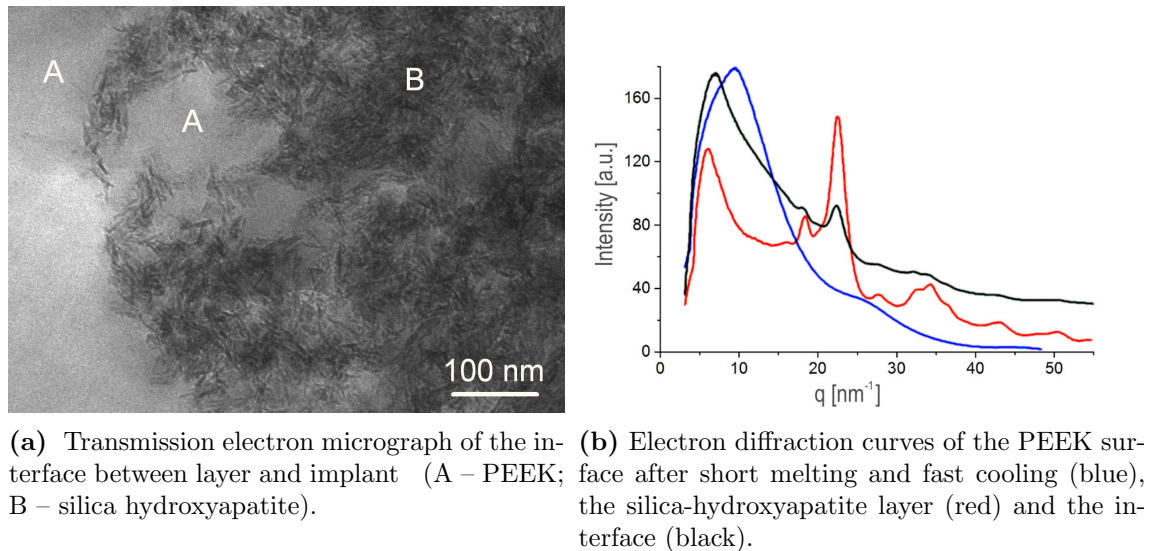 A
A
B
100 nm
Intensity [a.u.]
160
120
80
40
0
0
10
20
30
40
50
q [nm⁻¹]
(a) Transmission electron micrograph of the in-
terface between layer and implant (A – PEEK;
B – silica hydroxyapatite).
(b) Electron diffraction curves of the PEEK sur-
face after short melting and fast cooling (blue),
the silica-hydroxyapatite layer (red) and the in-
terface (black).